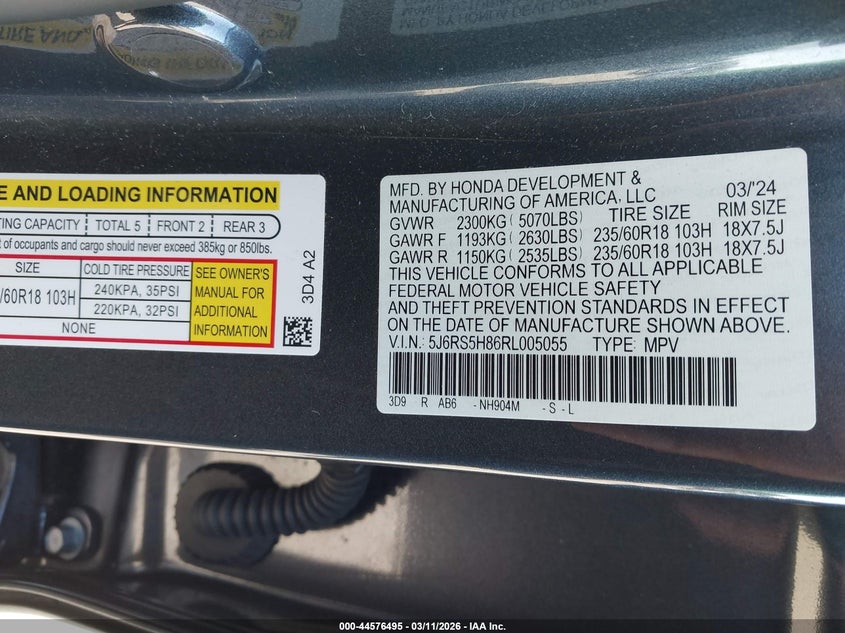 E AND LOADING INFORMATION
TING CAPACITY TOTAL 5 FRONT 2 REAR 3
t of occupants and cargo should never exceed 385kg or 850lbs.
SIZE COLD TIRE PRESSURE SEE OWNER'S MANUAL FOR ADDITIONAL INFORMATION
/60R18 103H 240KPA, 35PSI
220KPA, 32PSI
NONE
3D4 A2
MFD. BY HONDA DEVELOPMENT &
MANUFACTURING OF AMERICA, LLC 03/'24
GVWR 2300KG ( 5070LBS) TIRE SIZE RIM SIZE
GAWR F 1193KG ( 2630LBS) 235/60R18 103H 18X7.5J
GAWR R 1150KG ( 2535LBS) 235/60R18 103H 18X7.5J
THIS VEHICLE CONFORMS TO ALL APPLICABLE
FEDERAL MOTOR VEHICLE SAFETY
AND THEFT PREVENTION STANDARDS IN EFFECT
ON THE DATE OF MANUFACTURE SHOWN ABOVE.
V.I.N.: 5J6RS5H86RL005055 TYPE: MPV
3D9 R AB6 - NH904M - S - L
000-44576495 - 03/11/2026 - IAA Inc.